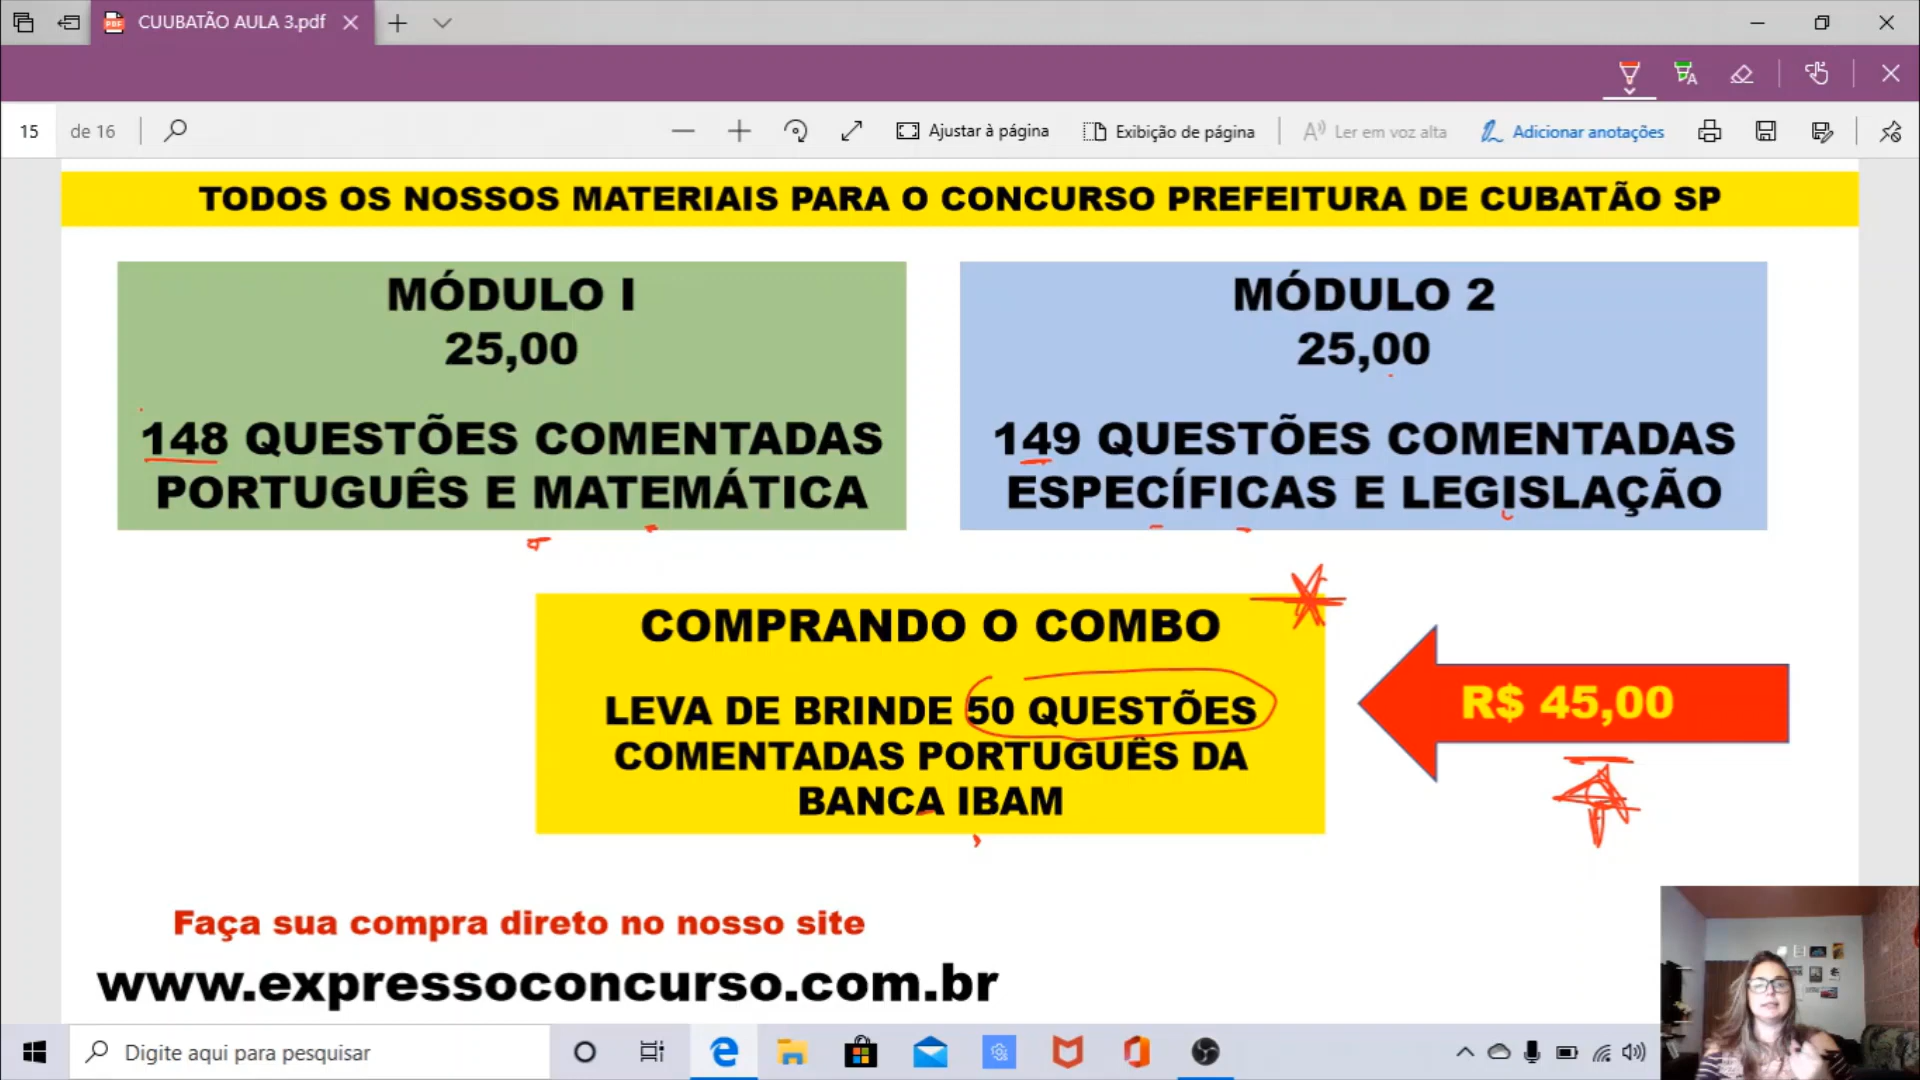 CUUBATÃO AULA 3.pdf
15 de 16
Ajustar à página
Exibição de página
Ler em voz alta
Adicionar anotações
TODOS OS NOSSOS MATERIAIS PARA O CONCURSO PREFEITURA DE CUBATÃO SP
MÓDULO I
25,00
148 QUESTÕES COMENTADAS
PORTUGUÊS E MATEMÁTICA
MÓDULO 2
25,00
149 QUESTÕES COMENTADAS
ESPECÍFICAS E LEGISLAÇÃO
COMPRANDO O COMBO
LEVA DE BRINDE 50 QUESTÕES
COMENTADAS PORTUGUÊS DA
BANCA IBAM
R$ 45,00
Faça sua compra direto no nosso site
www.expressoconcurso.com.br
Digite aqui para pesquisar